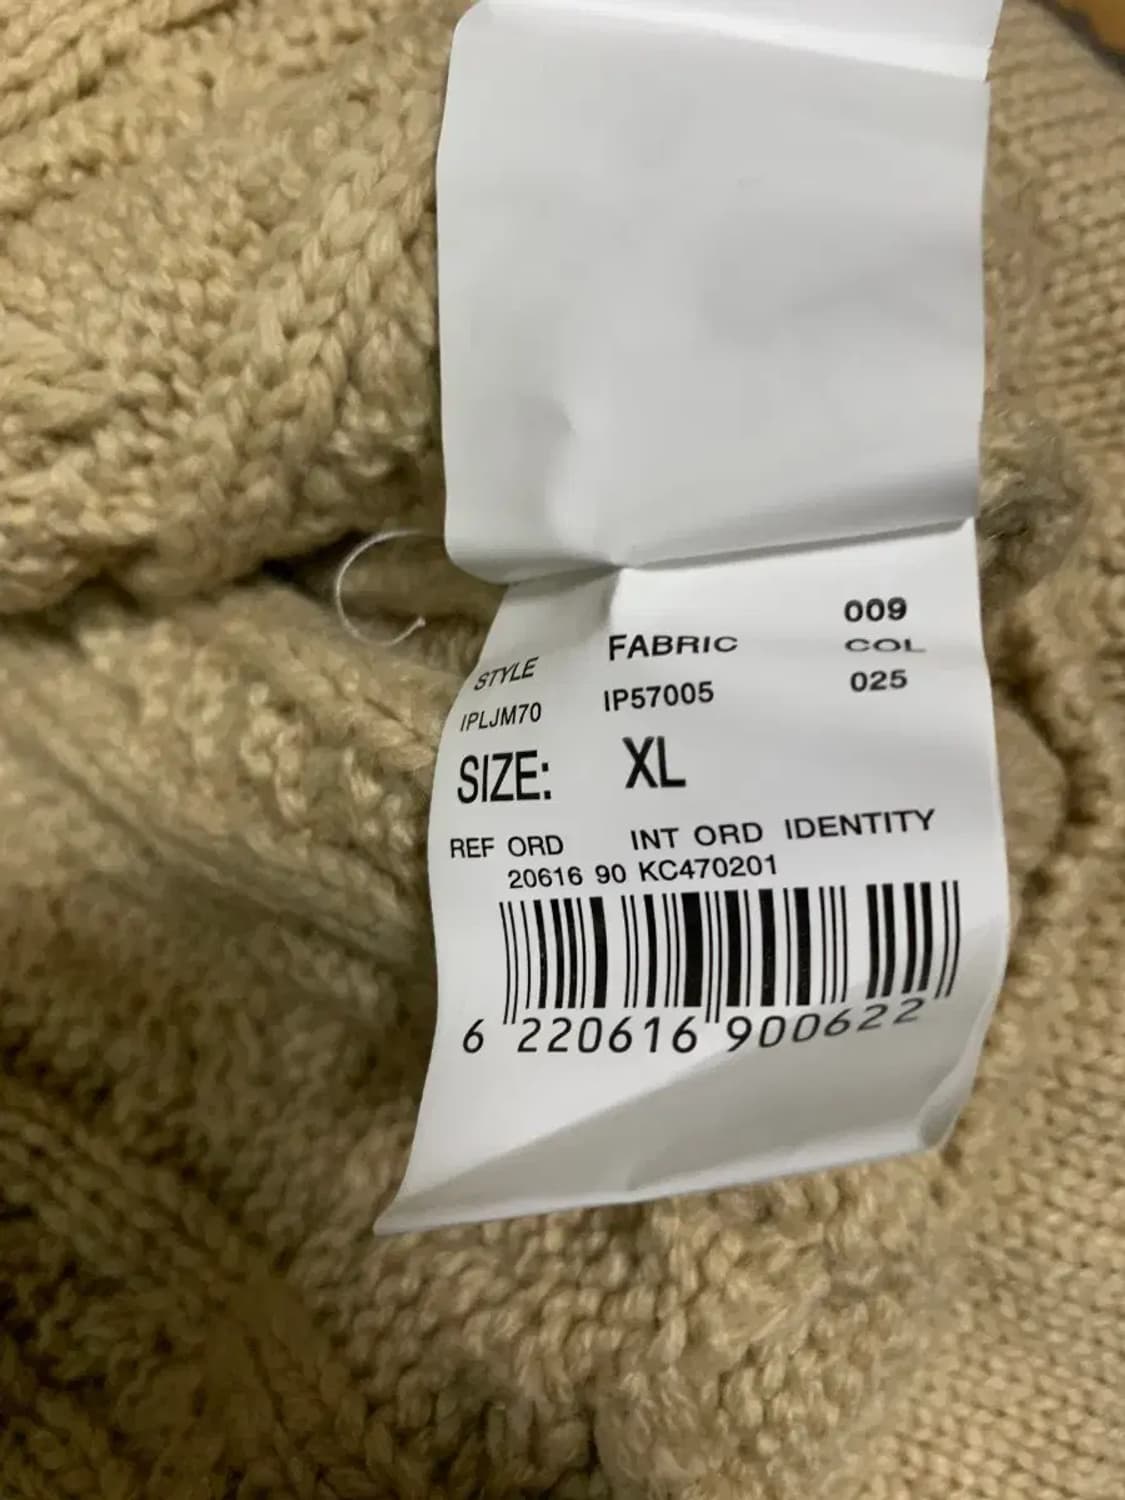 009
STYLE FABRIC COL
IPLJM70 IP57005 025
SIZE: XL
REF ORD INT ORD IDENTITY
20616 90 KC470201
6 220616 900622